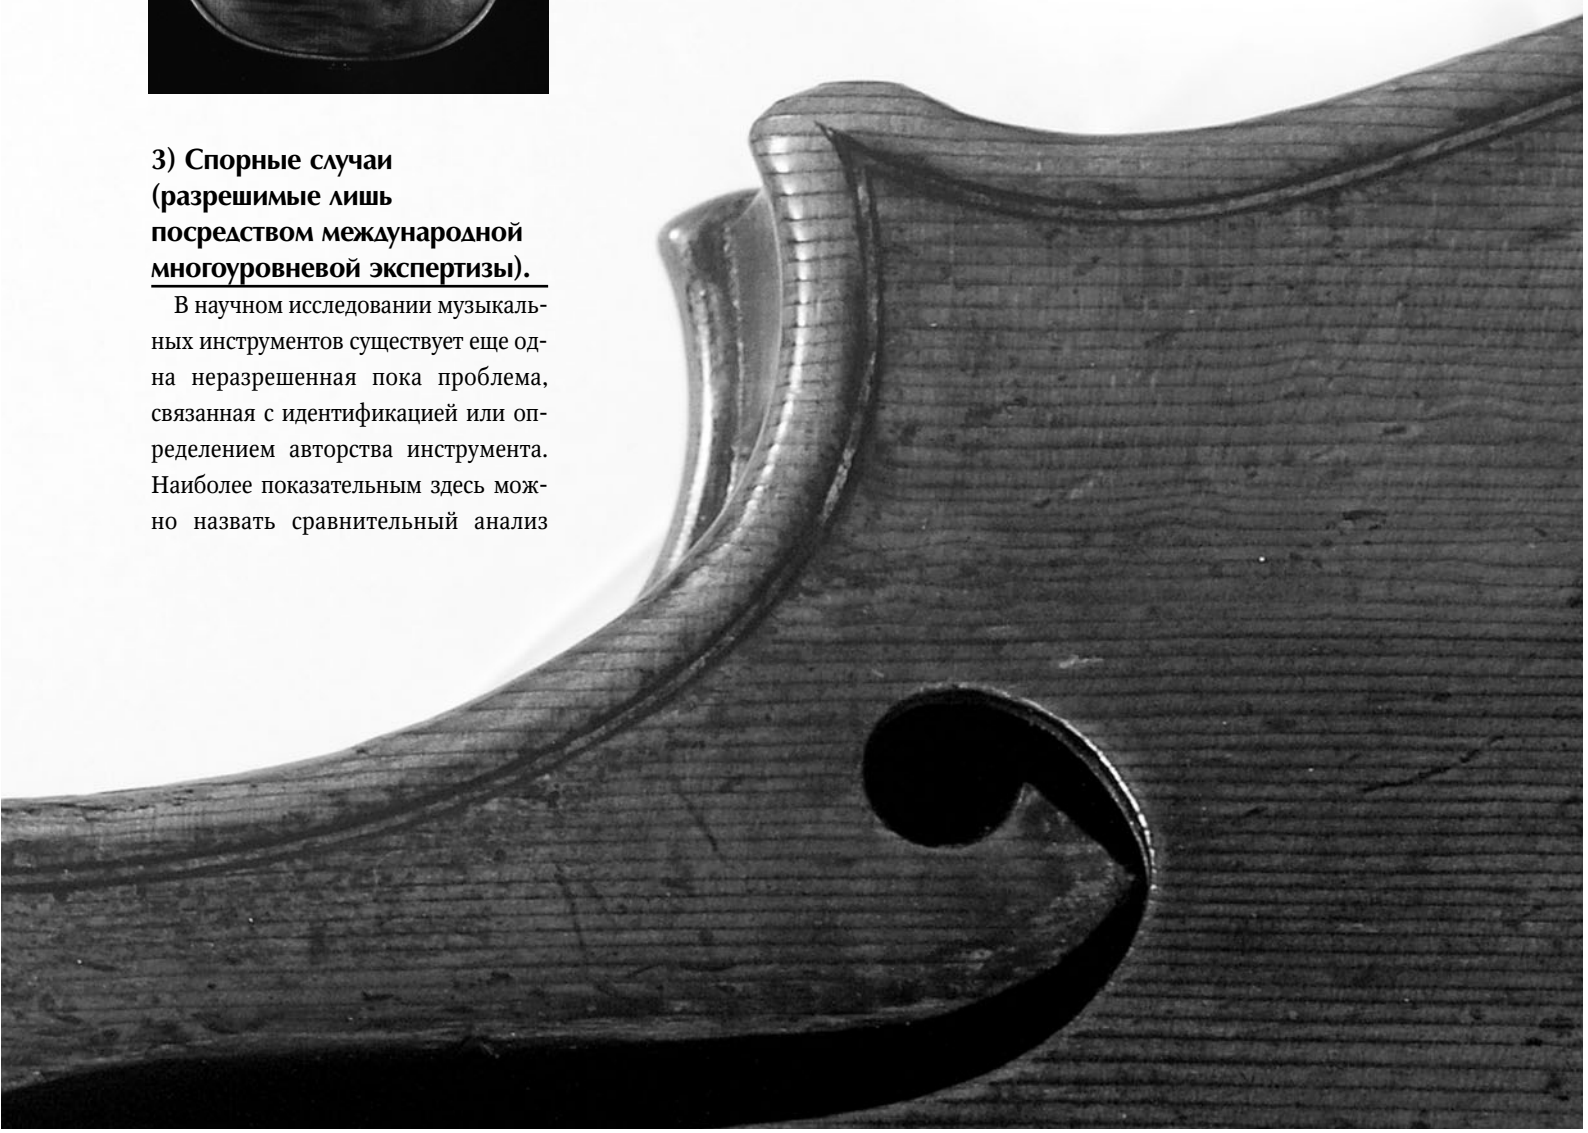 3) Спорные случаи
(разрешимые лишь
посредством международной
многоуровневой экспертизы).
В научном исследовании музыкаль-
ных инструментов существует еще од-
на неразрешенная пока проблема,
связанная с идентификацией или оп-
ределением авторства инструмента.
Наиболее показательным здесь мож-
но назвать сравнительный анализ